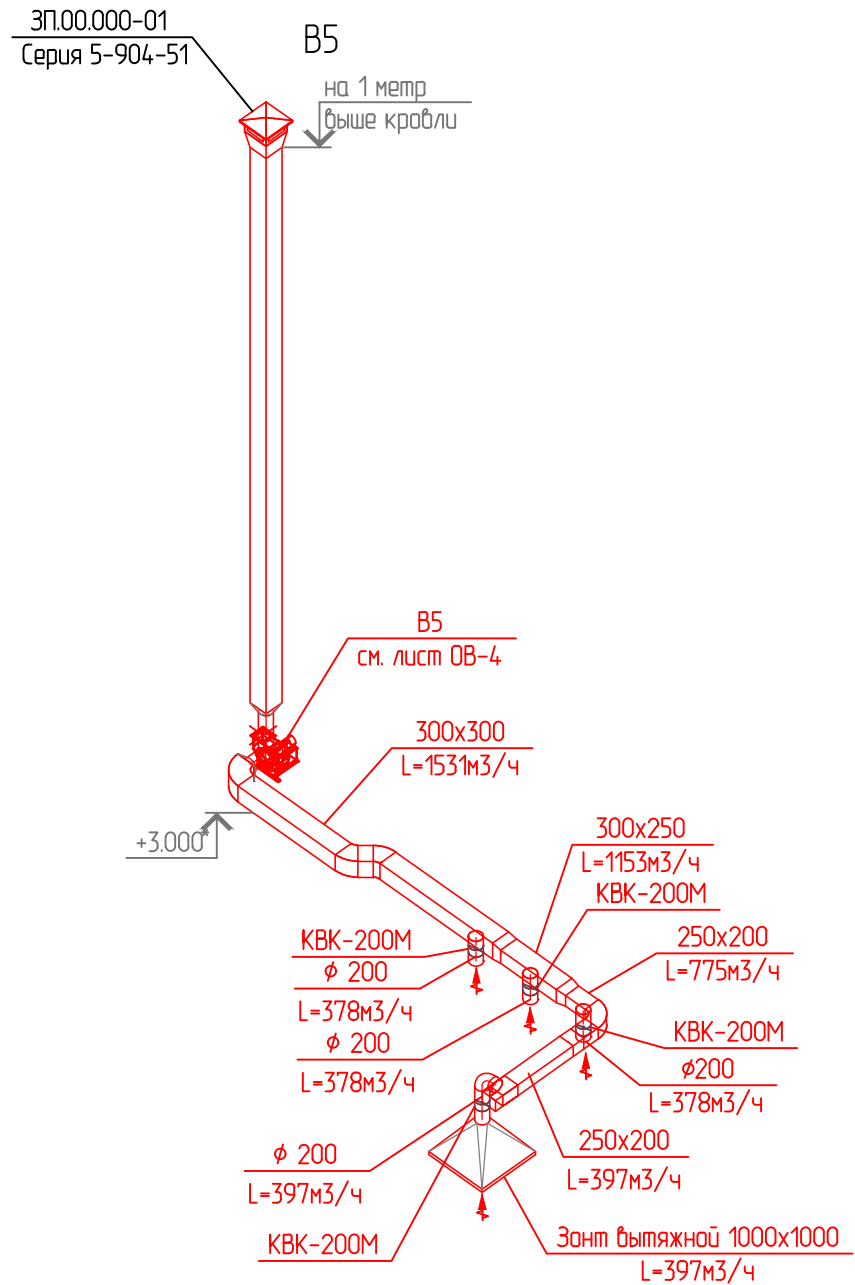 ЗП.00.000-01
Серия 5-904-51
В5
на 1 метр
выше кровли
В5
см. лист ОВ-4
300х300
L=1531м3/ч
+3.000*
300х250
L=1153м3/ч
КВК-200М
250х200
L=775м3/ч
КВК-200М
ϕ 200
L=378м3/ч
ϕ 200
L=378м3/ч
КВК-200М
ϕ200
L=378м3/ч
250х200
L=397м3/ч
ϕ 200
L=397м3/ч
КВК-200М
Зонт вытяжной 1000х1000
L=397м3/ч